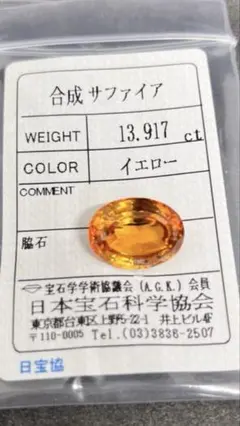 合成 サファイア
WEIGHT 13.917 ct
COLOR イエロー
COMMENT
脇石
宝石学学術協議会 (A.G.K.) 会員
日本宝石科学協会
東京都台東区上野5-22-1 井上ビル4F
〒110-0005 Tel.(03)3836-2507
日宝協